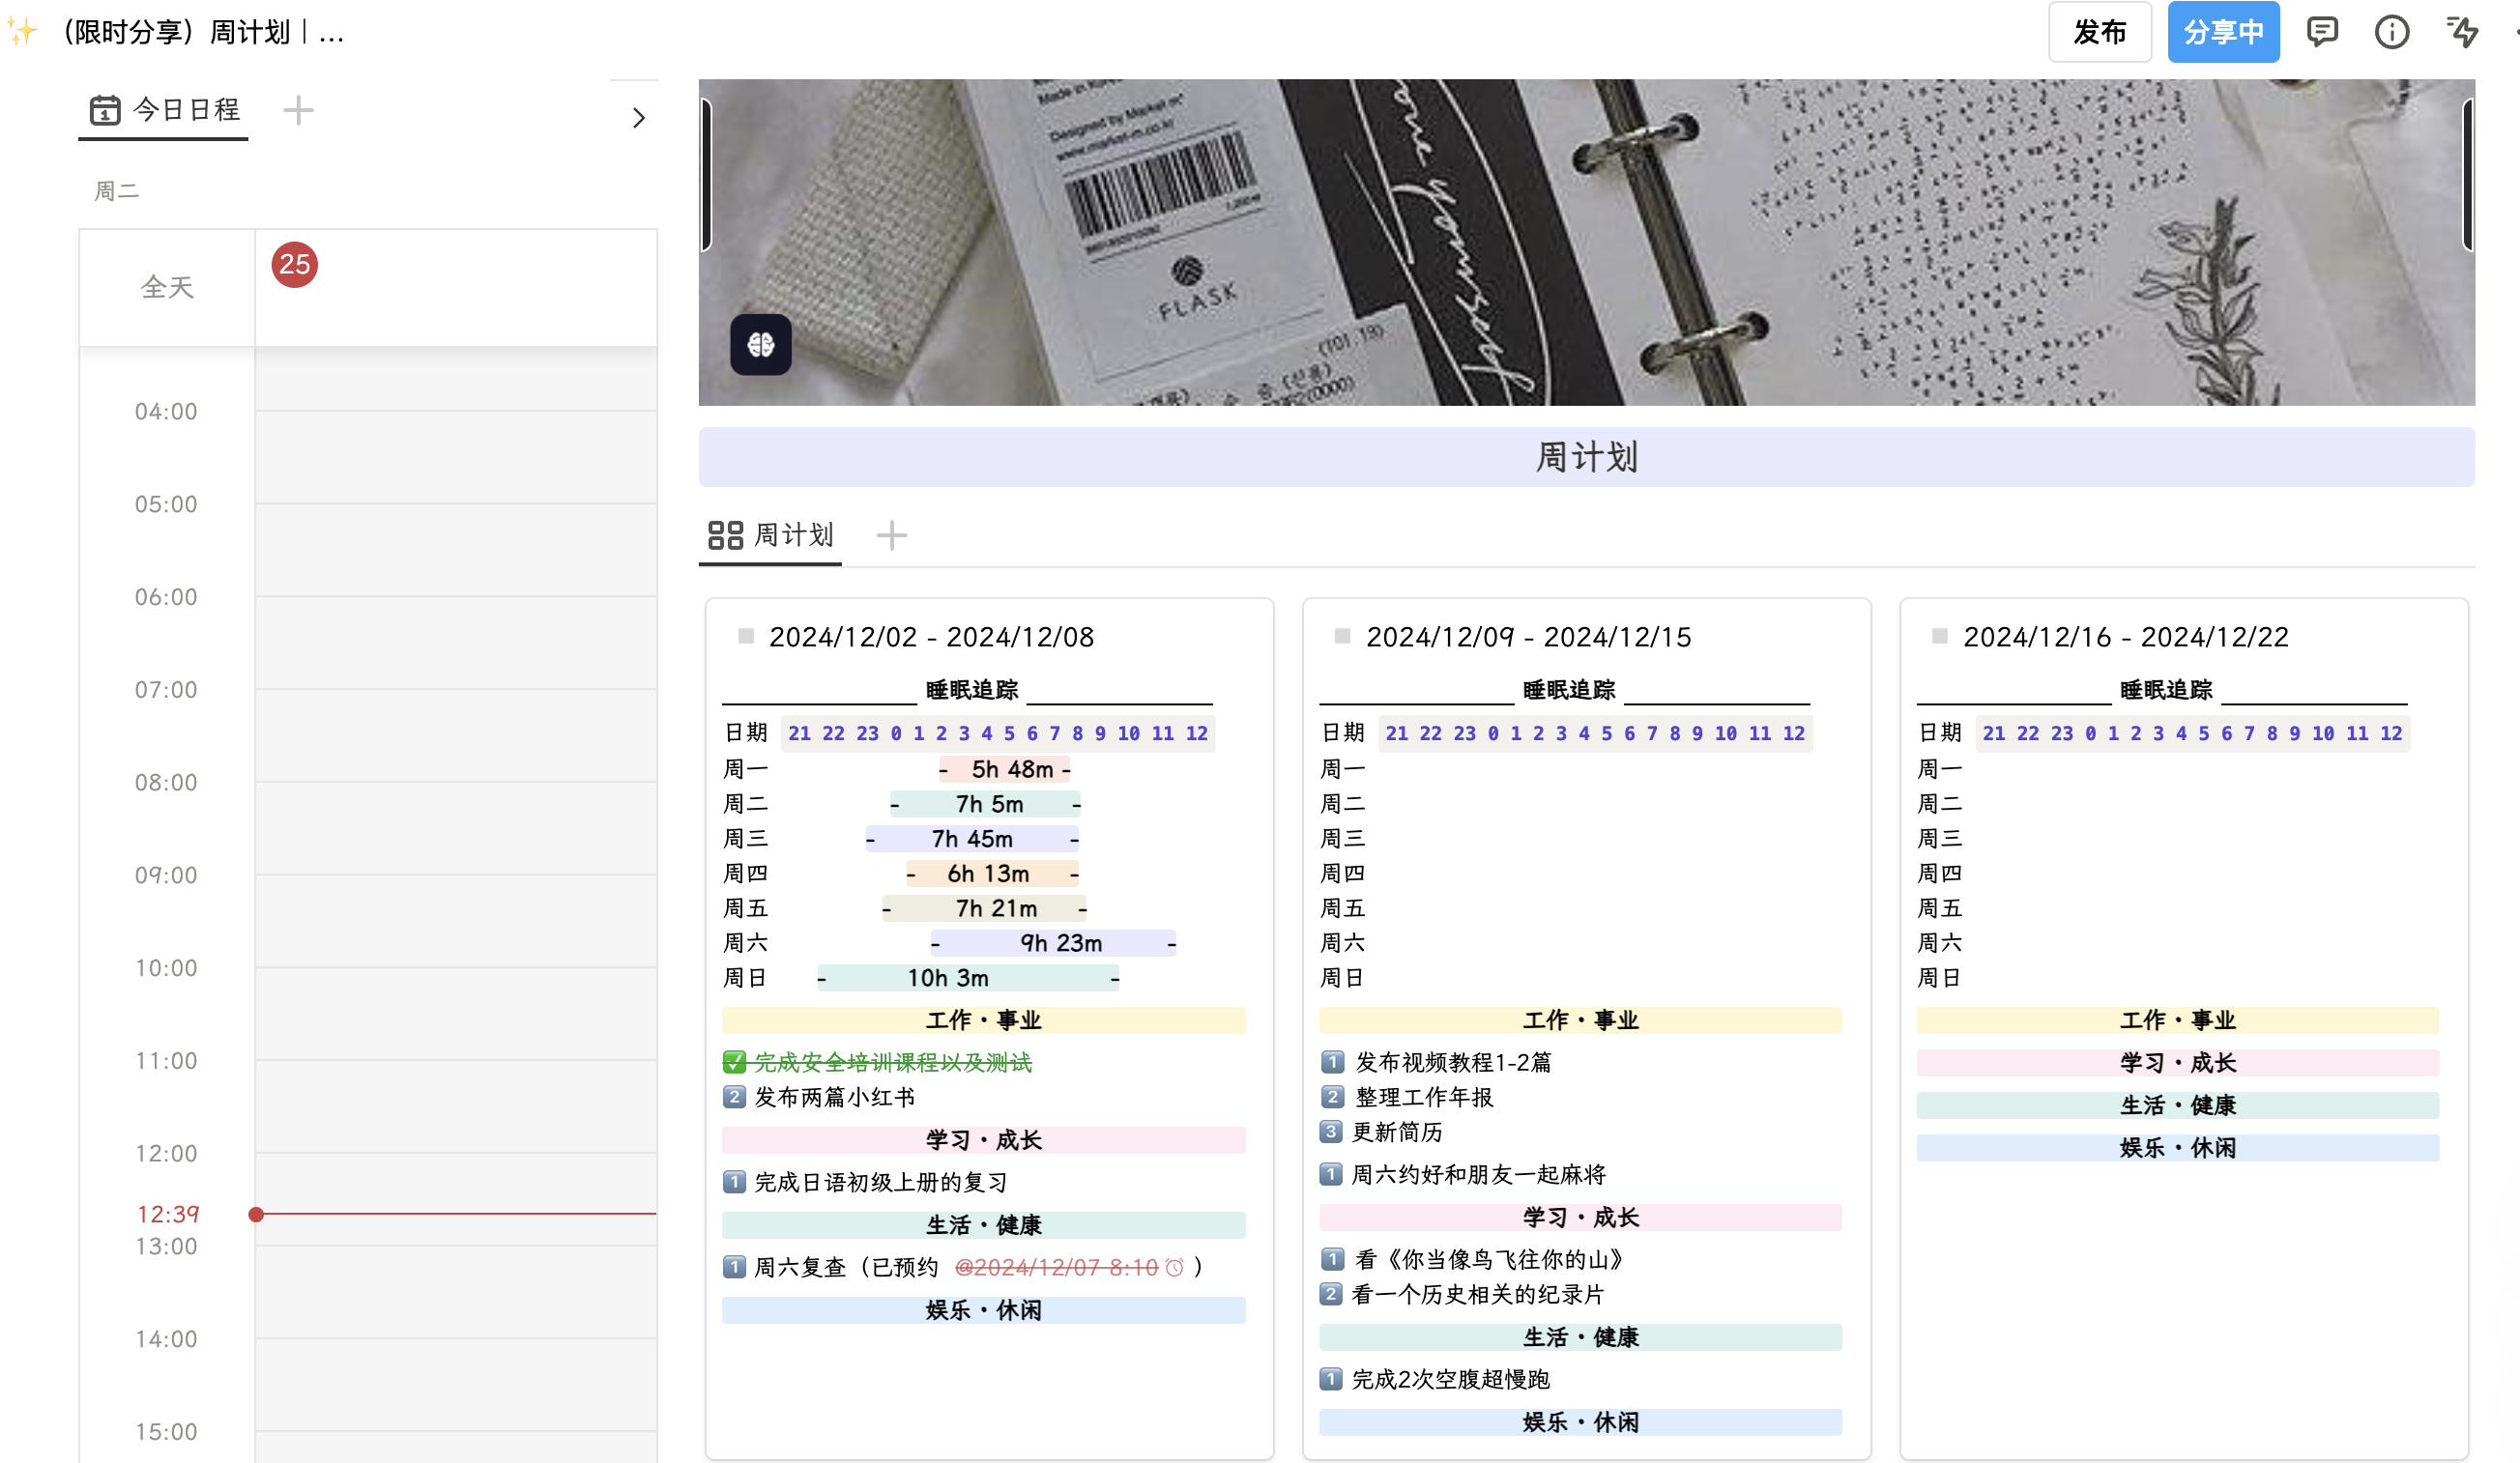 （限时分享）周计划｜...
发布
分享中
今日日程
周二
全天
25
04:00
05:00
06:00
07:00
08:00
09:00
10:00
11:00
12:00
12:39
13:00
14:00
15:00
Made in Korea
Designed by Market m*
www.market-m.co.kr
FLASK
yourself
(T01.19)
周计划
周计划
2024/12/02 - 2024/12/08
睡眠追踪
日期 21 22 23 0 1 2 3 4 5 6 7 8 9 10 11 12
周一 - 5h 48m -
周二 - 7h 5m -
周三 - 7h 45m -
周四 - 6h 13m -
周五 - 7h 21m -
周六 - 9h 23m -
周日 - 10h 3m -
工作·事业
✅ 完成安全培训课程以及测试
2 发布两篇小红书
学习·成长
1 完成日语初级上册的复习
生活·健康
1 周六复查（已预约 @2024/12/07 8:10 ）
娱乐·休闲
2024/12/09 - 2024/12/15
睡眠追踪
日期 21 22 23 0 1 2 3 4 5 6 7 8 9 10 11 12
周一
周二
周三
周四
周五
周六
周日
工作·事业
1 发布视频教程1-2篇
2 整理工作年报
3 更新简历
1 周六约好和朋友一起麻将
学习·成长
1 看《你当像鸟飞往你的山》
2 看一个历史相关的纪录片
生活·健康
1 完成2次空腹超慢跑
娱乐·休闲
2024/12/16 - 2024/12/22
睡眠追踪
日期 21 22 23 0 1 2 3 4 5 6 7 8 9 10 11 12
周一
周二
周三
周四
周五
周六
周日
工作·事业
学习·成长
生活·健康
娱乐·休闲